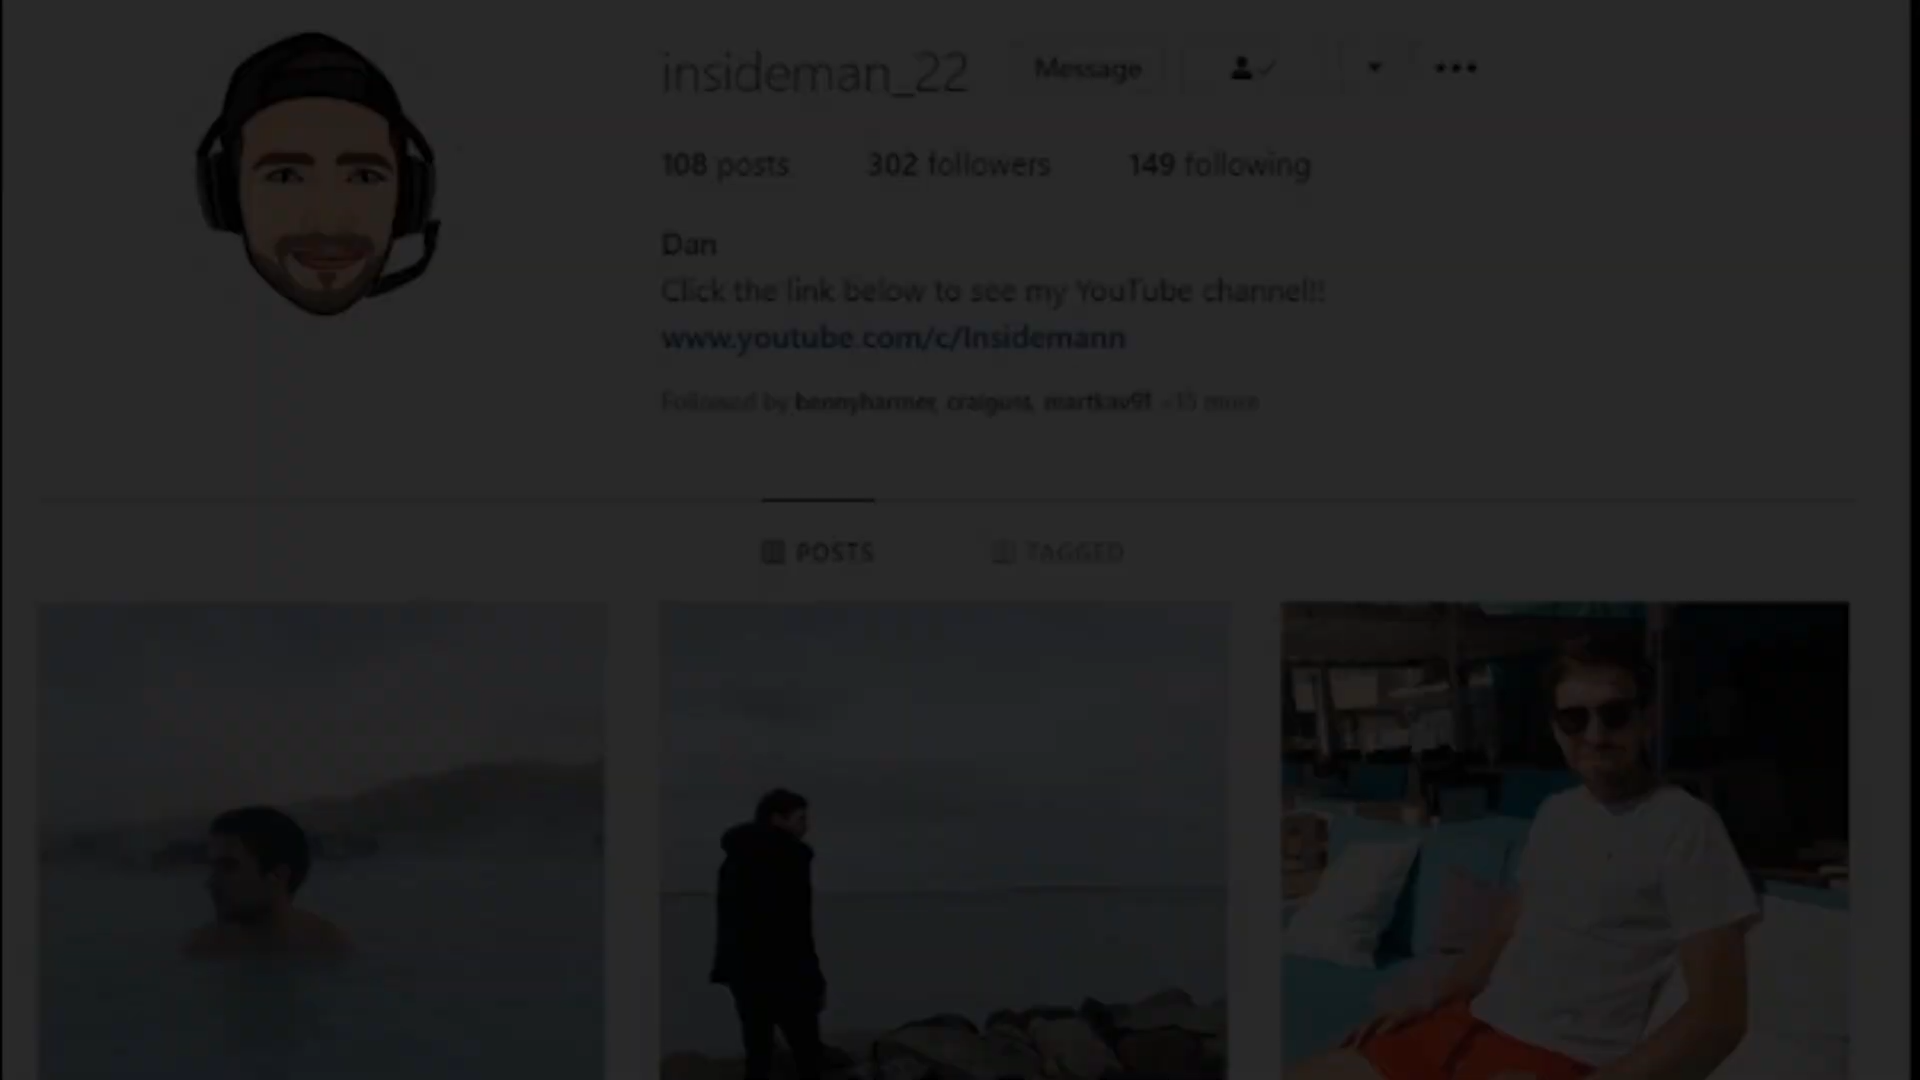 insideman_22 Message
108 posts 302 followers 149 following
Dan
Click the link below to see my YouTube channel!!
www.youtube.com/c/Insidemann
Followed by bennyharmer, craiguss, martkav91 +15 more
POSTS TAGGED